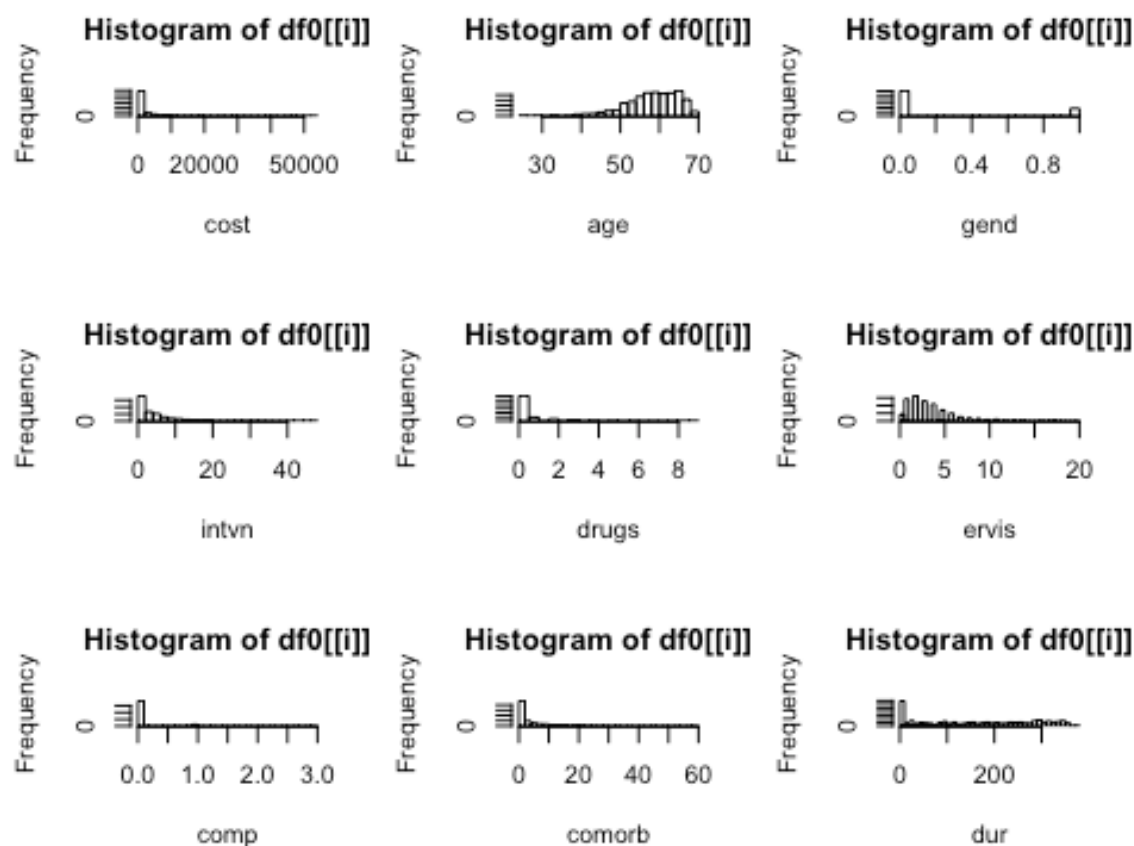 Histogram of df0[[i]]
Frequency
0
0 20000 50000
cost
Histogram of df0[[i]]
Frequency
0
30 50 70
age
Histogram of df0[[i]]
Frequency
0
0.0 0.4 0.8
gend
Histogram of df0[[i]]
Frequency
0
0 20 40
intvn
Histogram of df0[[i]]
Frequency
0
0 2 4 6 8
drugs
Histogram of df0[[i]]
Frequency
0
0 5 10 20
ervis
Histogram of df0[[i]]
Frequency
0
0.0 1.0 2.0 3.0
comp
Histogram of df0[[i]]
Frequency
0
0 20 40 60
comorb
Histogram of df0[[i]]
Frequency
0
0 200
dur